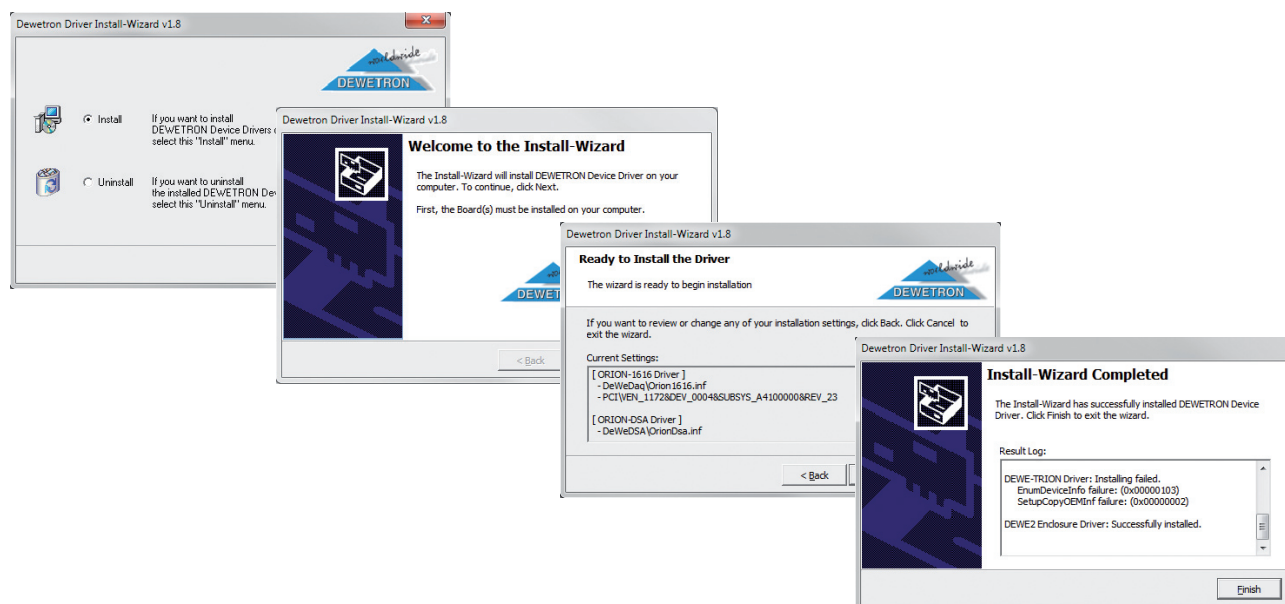 Dewetron Driver Install-Wizard v1.8
worldwide
DEWETRON
Install
If you want to install
DEWETRON Device Drivers
select this "Install" menu.
Uninstall
If you want to uninstall
the installed DEWETRON
select this "Uninstall" menu.
Dewetron Driver Install-Wizard v1.8
Welcome to the Install-Wizard
The Install-Wizard will install DEWETRON Device Driver on your
computer. To continue, click Next.
First, the Board(s) must be installed on your computer.
< Back
Dewetron Driver Install-Wizard v1.8
Ready to Install the Driver
The wizard is ready to begin installation
worldwide
DEWETRON
If you want to review or change any of your installation settings, click Back. Click Cancel to
exit the wizard.
Current Settings:
[ ORION-1616 Driver ]
- DeWeDaq\Orion1616.inf
- PCI\VEN_1172&DEV_0004&SUBSYS_A4100000&REV_23
[ ORION-DSA Driver ]
- DeWeDSA\OrionDsa.inf
< Back
Dewetron Driver Install-Wizard v1.8
Install-Wizard Completed
The Install-Wizard has successfully installed DEWETRON Device
Driver. Click Finish to exit the wizard.
Result Log:
DEWE-TRION Driver: Installing failed.
EnumDeviceInfo failure: (0x00000103)
SetupCopyOEMInf failure: (0x00000002)
DEWE2 Enclosure Driver: Successfully installed.
Finish